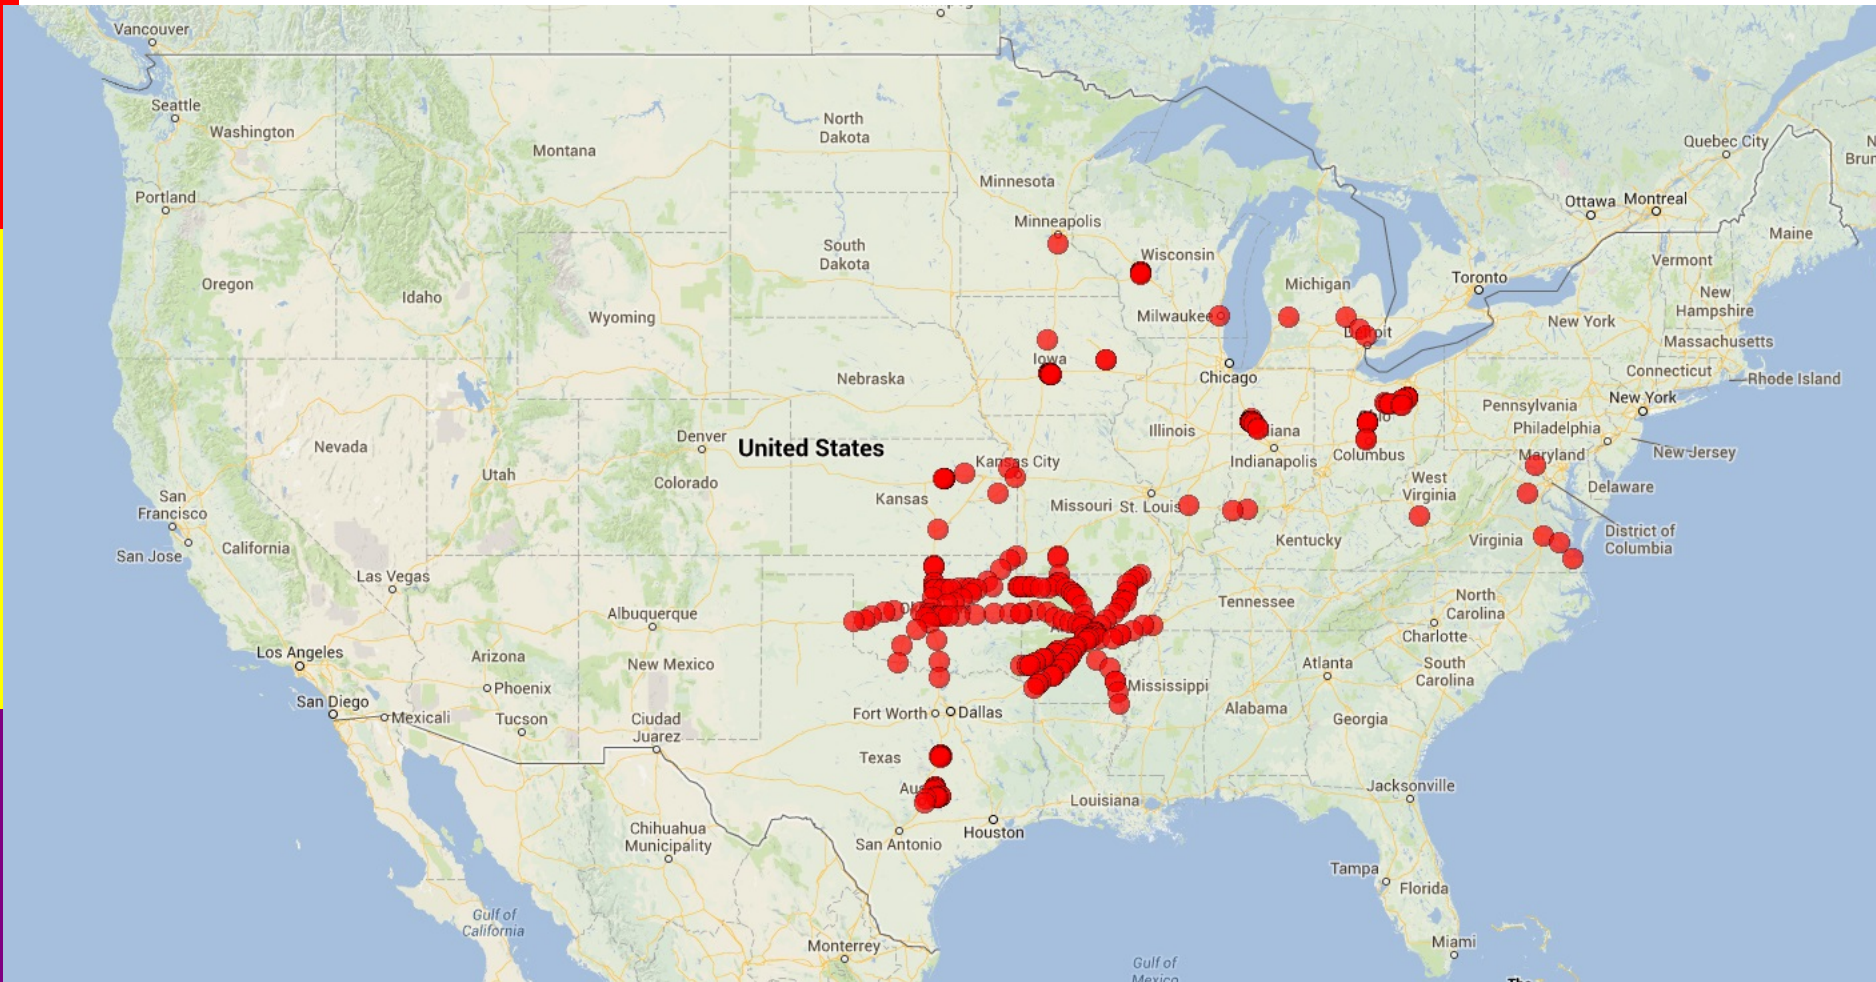 Vancouver
Seattle
Washington
Montana
North
Dakota
Minnesota
Quebec City
Portland
Ottawa
Montreal
Minneapolis
Maine
South
Dakota
Wisconsin
Vermont
Oregon
Idaho
Michigan
Toronto
New
Hampshire
Wyoming
Milwaukee
New York
Massachusetts
Iowa
Chicago
Nebraska
Connecticut
Rhode Island
Pennsylvania
New York
Illinois
Philadelphia
Denver
United States
Nevada
Utah
Colorado
Kansas City
Indianapolis
Columbus
Maryland
New Jersey
West
Virginia
Delaware
San
Francisco
Kansas
Missouri
St. Louis
District of
Columbia
San Jose
California
Kentucky
Virginia
Las Vegas
Albuquerque
Tennessee
North
Carolina
Charlotte
Los Angeles
Arizona
New Mexico
Atlanta
South
Carolina
Phoenix
Mississippi
San Diego
Mexicali
Tucson
Ciudad
Juarez
Fort Worth
Dallas
Alabama
Georgia
Texas
Jacksonville
Louisiana
Houston
San Antonio
Chihuahua
Municipality
Tampa
Florida
Gulf of
California
Monterrey
Miami
Gulf of
Mexico